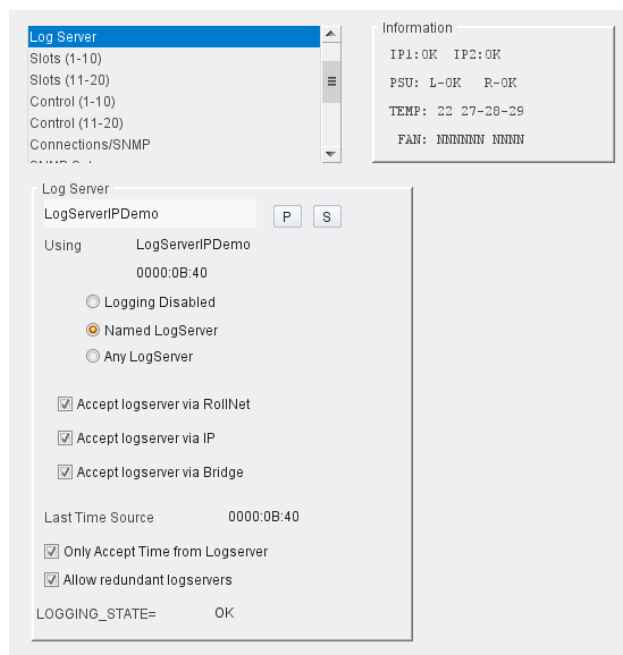 Log Server
Slots (1-10)
Slots (11-20)
Control (1-10)
Control (11-20)
Connections/SNMP
Information
IP1:OK IP2:OK
PSU: L-OK R-OK
TEMP: 22 27-28-29
FAN: NNNNNN NNNN
Log Server
LogServerIPDemo P S
Using LogServerIPDemo
0000:0B:40
Logging Disabled
Named LogServer
Any LogServer
Accept logserver via RollNet
Accept logserver via IP
Accept logserver via Bridge
Last Time Source 0000:0B:40
Only Accept Time from Logserver
Allow redundant logservers
LOGGING_STATE= OK